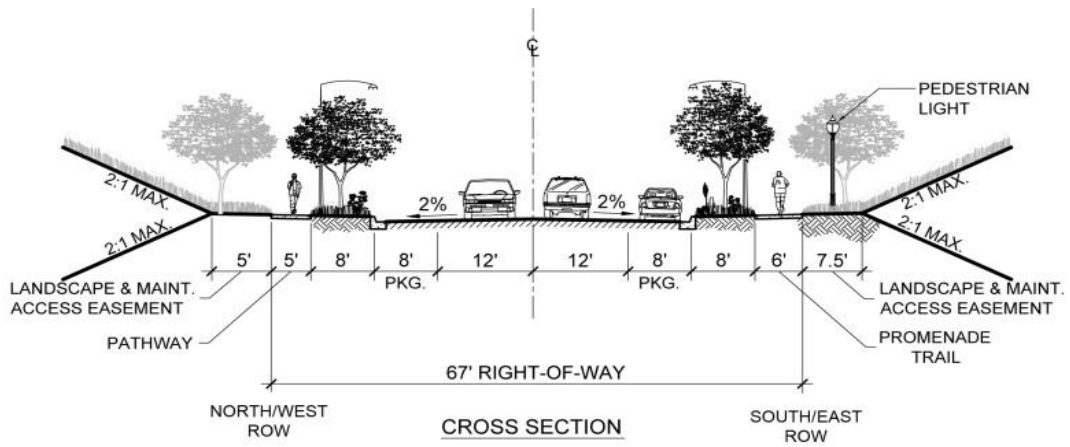 ℄
PEDESTRIAN
LIGHT
2:1 MAX.
2:1 MAX.
2%
2%
2:1 MAX.
2:1 MAX.
5' 5' 8' 8' 12' 12' 8' 8' 6' 7.5'
PKG.
PKG.
LANDSCAPE & MAINT.
ACCESS EASEMENT
LANDSCAPE & MAINT.
ACCESS EASEMENT
PATHWAY
PROMENADE
TRAIL
67' RIGHT-OF-WAY
NORTH/WEST
ROW
CROSS SECTION
SOUTH/EAST
ROW